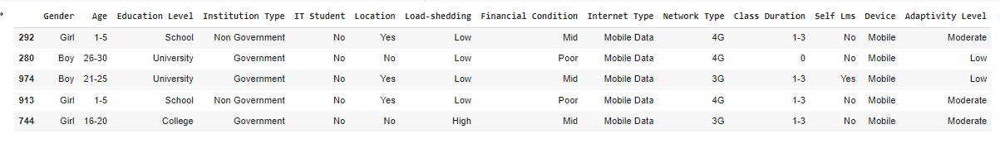 Gender Age Education Level Institution Type IT Student Location Load-shedding Financial Condition Internet Type Network Type Class Duration Self Lms Device Adaptivity Level
292 Girl 1-5 School Non Government No Yes Low Mid Mobile Data 4G 1-3 No Mobile Moderate
280 Boy 26-30 University Government No No Low Poor Mobile Data 4G 0 No Mobile Low
974 Boy 21-25 University Government No Yes Low Mid Mobile Data 3G 1-3 Yes Mobile Low
913 Girl 1-5 School Non Government No Yes Low Poor Mobile Data 4G 1-3 No Mobile Moderate
744 Girl 16-20 College Government No No High Mid Mobile Data 3G 1-3 No Mobile Moderate